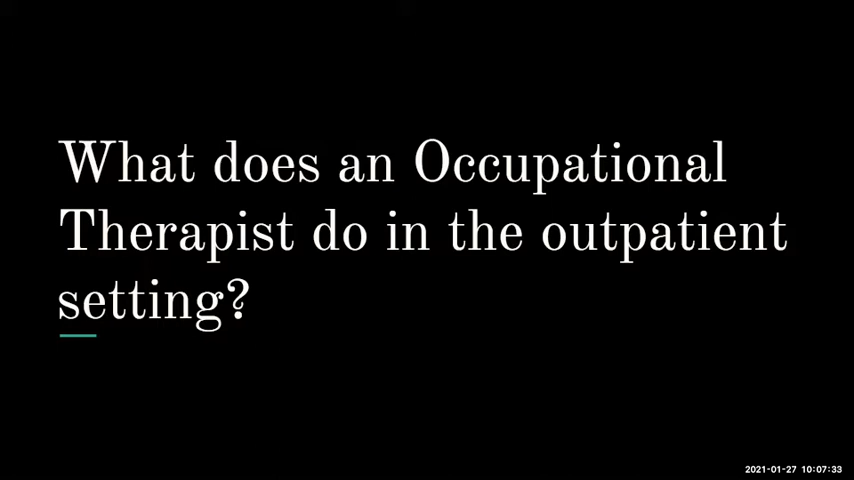 What does an Occupational
Therapist do in the outpatient
setting?
2021-01-27 10:07:33